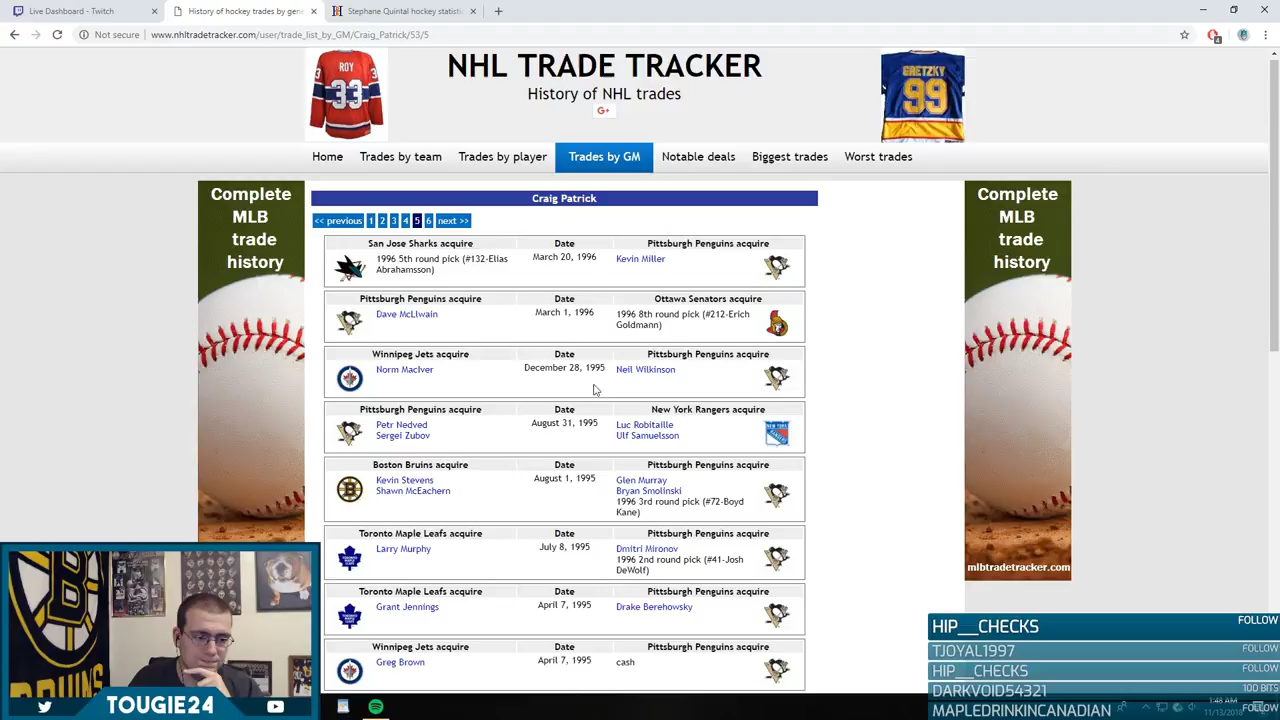 Live Dashboard - Twitch
History of hockey trades by gene
Stephane Quintal hockey statisti
Not secure
www.nhltradetracker.com/user/trade_list_by_GM/Craig_Patrick/53/5
ROY
33
NHL TRADE TRACKER
History of NHL trades
G+
GRETZKY
99
Home
Trades by team
Trades by player
Trades by GM
Notable deals
Biggest trades
Worst trades
Complete
MLB
trade
history
Complete
MLB
trade
history
mlbtradetracker.com
Craig Patrick
<< previous 1 2 3 4 5 6 next >>
San Jose Sharks acquire
Date
Pittsburgh Penguins acquire
1996 5th round pick (#132-Elias
Abrahamsson)
March 20, 1996
Kevin Miller
Pittsburgh Penguins acquire
Date
Ottawa Senators acquire
Dave McLlwain
March 1, 1996
1996 8th round pick (#212-Erich
Goldmann)
Winnipeg Jets acquire
Date
Pittsburgh Penguins acquire
Norm MacIver
December 28, 1995
Neil Wilkinson
Pittsburgh Penguins acquire
Date
New York Rangers acquire
Petr Nedved
Sergei Zubov
August 31, 1995
Luc Robitaille
Ulf Samuelsson
Boston Bruins acquire
Date
Pittsburgh Penguins acquire
Kevin Stevens
Shawn McEachern
August 1, 1995
Glen Murray
Bryan Smolinski
1996 3rd round pick (#72-Boyd
Kane)
Toronto Maple Leafs acquire
Date
Pittsburgh Penguins acquire
Larry Murphy
July 8, 1995
Dmitri Mironov
1996 2nd round pick (#41-Josh
DeWolf)
Toronto Maple Leafs acquire
Date
Pittsburgh Penguins acquire
Grant Jennings
April 7, 1995
Drake Berehowsky
Winnipeg Jets acquire
Date
Pittsburgh Penguins acquire
Greg Brown
April 7, 1995
cash
BRUINS
TOUGIE24
HIP__CHECKS FOLLOW
TJOYAL1997 FOLLOW
HIP__CHECKS FOLLOW
DARKVOID54321 100 BITS
MAPLEDRINKINCANADIAN FOLLOW
1:48 AM